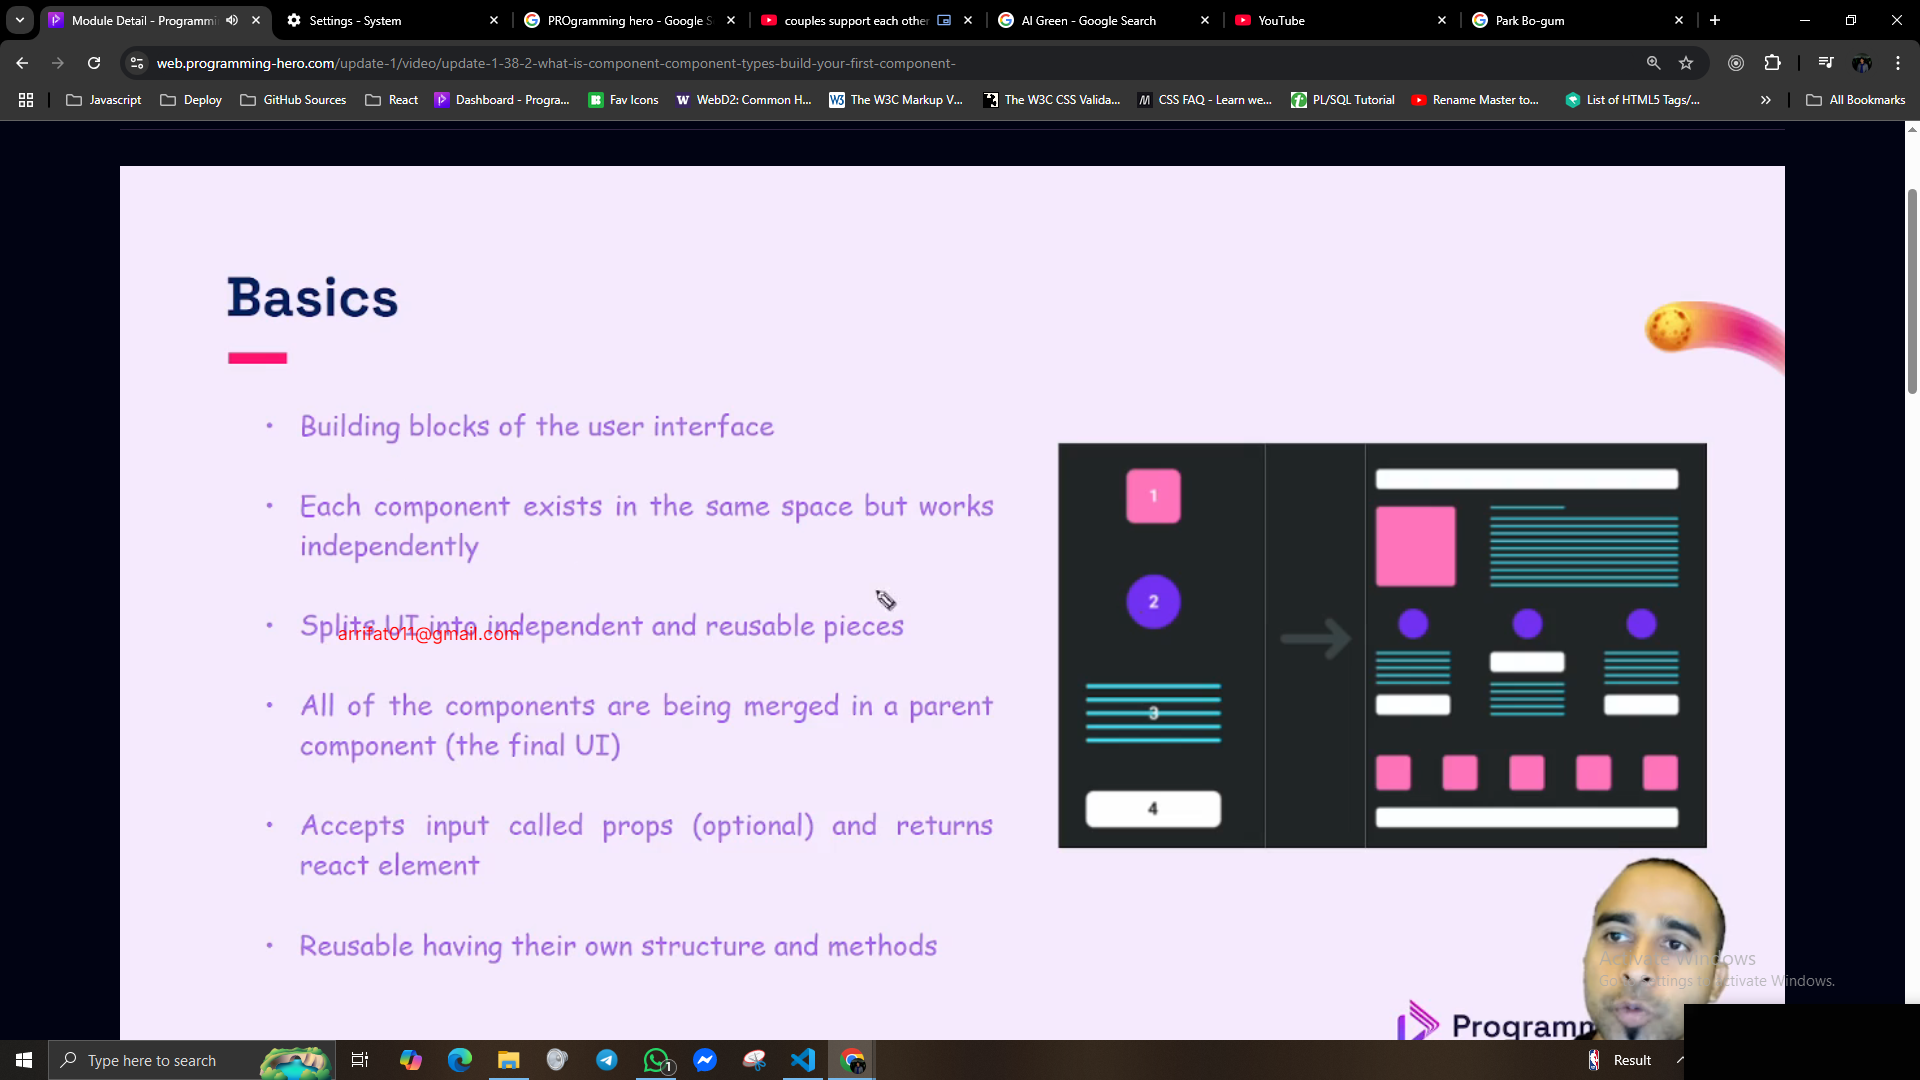 Module Detail - Programmi
Settings - System
PROgramming hero - Google S
couples support each other
AI Green - Google Search
YouTube
Park Bo-gum
web.programming-hero.com/update-1/video/update-1-38-2-what-is-component-component-types-build-your-first-component-
Javascript
Deploy
GitHub Sources
React
Dashboard - Progra...
Fav Icons
WebD2: Common H...
The W3C Markup V...
The W3C CSS Valida...
CSS FAQ - Learn we...
PL/SQL Tutorial
Rename Master to...
List of HTML5 Tags/...
All Bookmarks
Basics
• Building blocks of the user interface
• Each component exists in the same space but works
independently
• Splits UI into independent and reusable pieces
arrifat011@gmail.com
• All of the components are being merged in a parent
component (the final UI)
• Accepts input called props (optional) and returns
react element
• Reusable having their own structure and methods
1
2
3
4
Activate Windows
Go to Settings to activate Windows.
Programm
Type here to search
1
Result